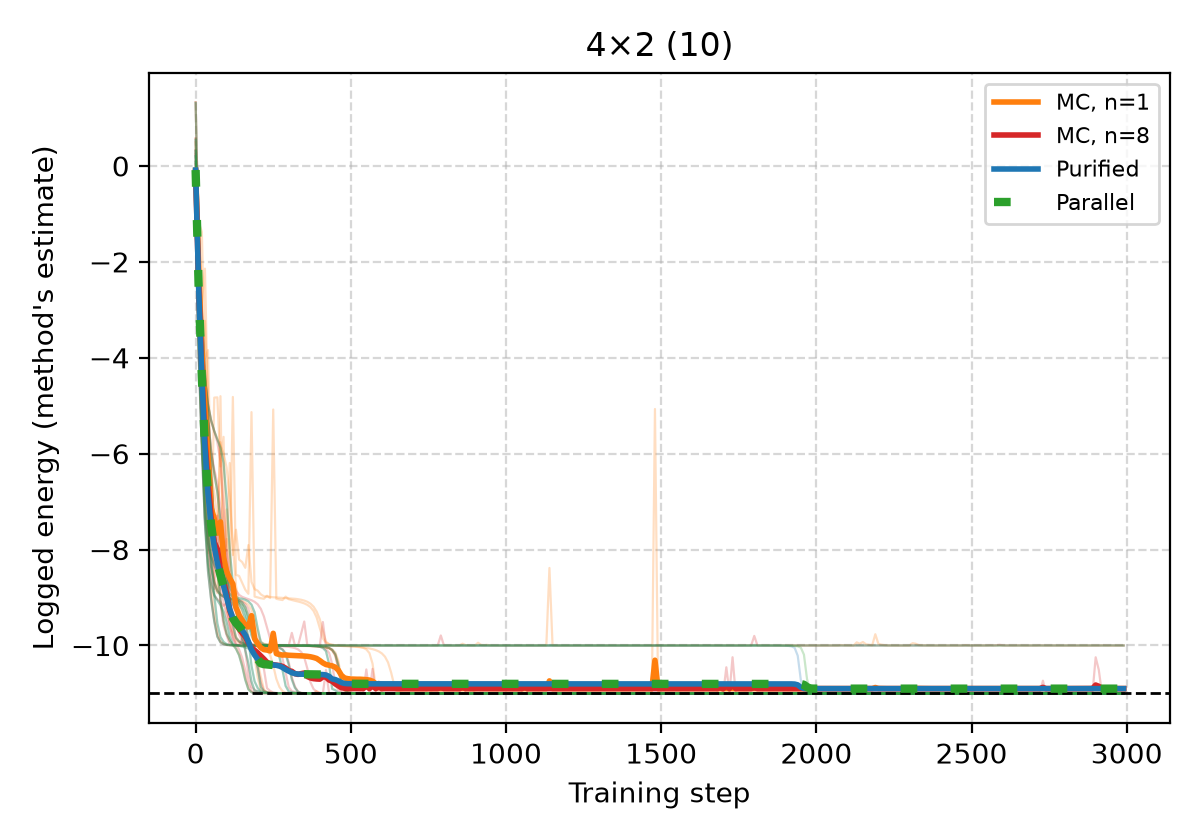 4×2 (10)
Logged energy (method's estimate)
0
−2
−4
−6
−8
−10
MC, n=1
MC, n=8
Purified
Parallel
0 500 1000 1500 2000 2500 3000
Training step